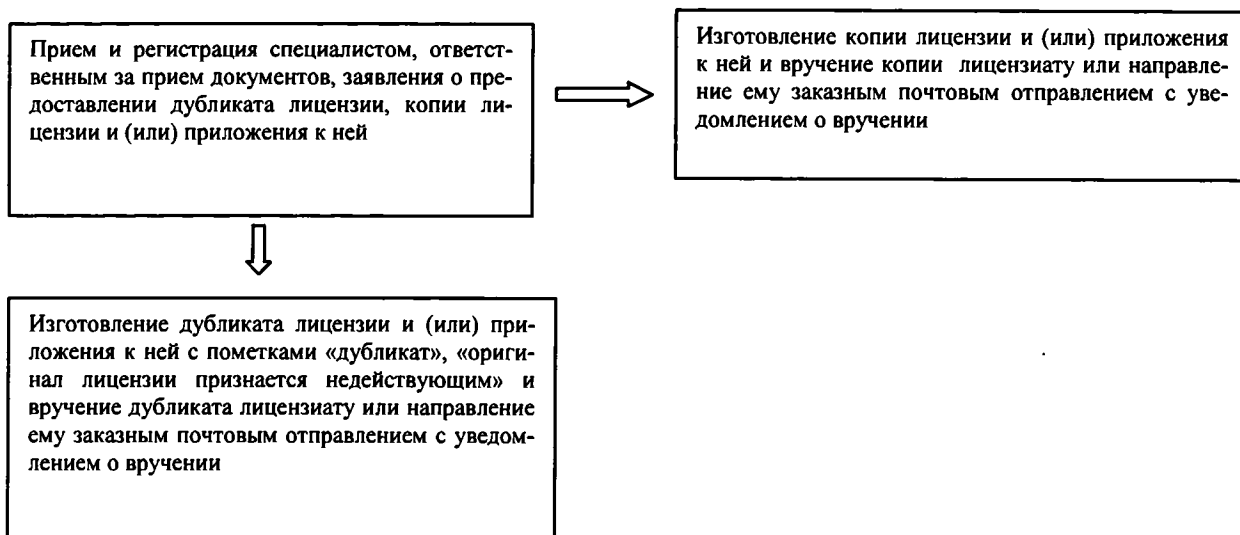 Прием и регистрация специалистом, ответст-
венным за прием документов, заявления о пре-
доставлении дубликата лицензии, копии ли-
цензии и (или) приложения к ней
Изготовление копии лицензии и (или) приложения
к ней и вручение копии лицензиату или направле-
ние ему заказным почтовым отправлением с уве-
домлением о вручении
Изготовление дубликата лицензии и (или) при-
ложения к ней с пометками «дубликат», «ориги-
нал лицензии признается недействующим» и
вручение дубликата лицензиату или направление
ему заказным почтовым отправлением с уведом-
лением о вручении